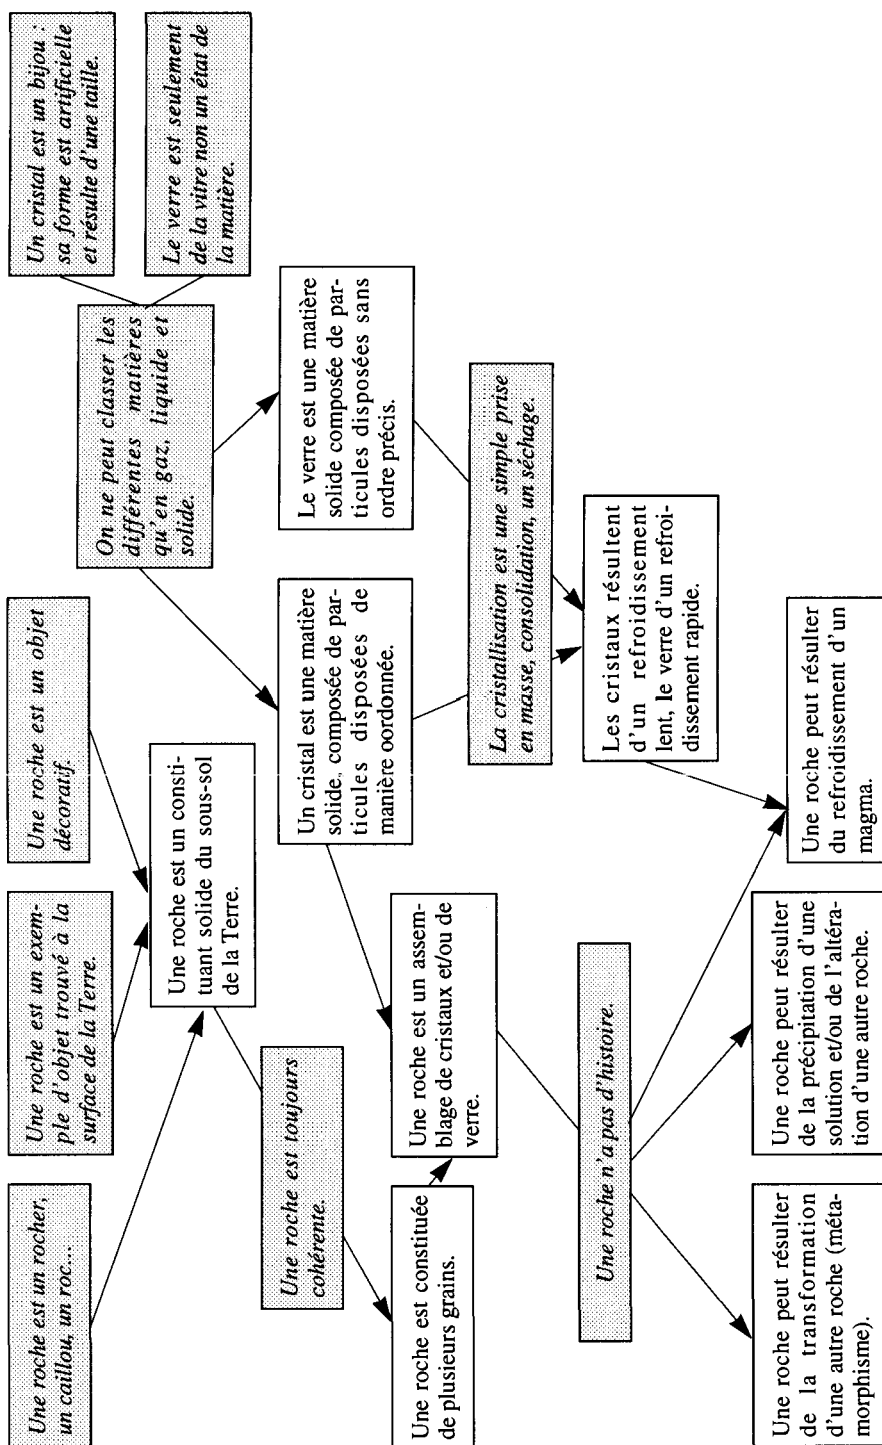 Une roche est un rocher,
un caillou, un roc...
Une roche est un exem-
ple d'objet trouvé à la
surface de la Terre.
Une roche est un objet
décoratif.
Un cristal est un bijou :
sa forme est artificielle
et résulte d'une taille.
Le verre est seulement
de la vitre non un état de
la matière.
On ne peut classer les
différentes matières
qu'en gaz, liquide et
solide.
Une roche est un consti-
tuant solide du sous-sol
de la Terre.
Une roche est toujours
cohérente.
Un cristal est une matière
solide, composée de par-
ticules disposées de
manière oordonnée.
Le verre est une matière
solide composée de par-
ticules disposées sans
ordre précis.
Une roche est constituée
de plusieurs grains.
Une roche est un assem-
blage de cristaux et/ou de
verre.
La cristallisation est une simple prise
en masse, consolidation, un séchage.
Une roche n'a pas d'histoire.
Les cristaux résultent
d'un refroidissement
lent, le verre d'un refroi-
dissement rapide.
Une roche peut résulter
de la transformation
d'une autre roche (méta-
morphisme).
Une roche peut résulter
de la précipitation d'une
solution et/ou de l'altéra-
tion d'une autre roche.
Une roche peut résulter
du refroidissement d'un
magma.